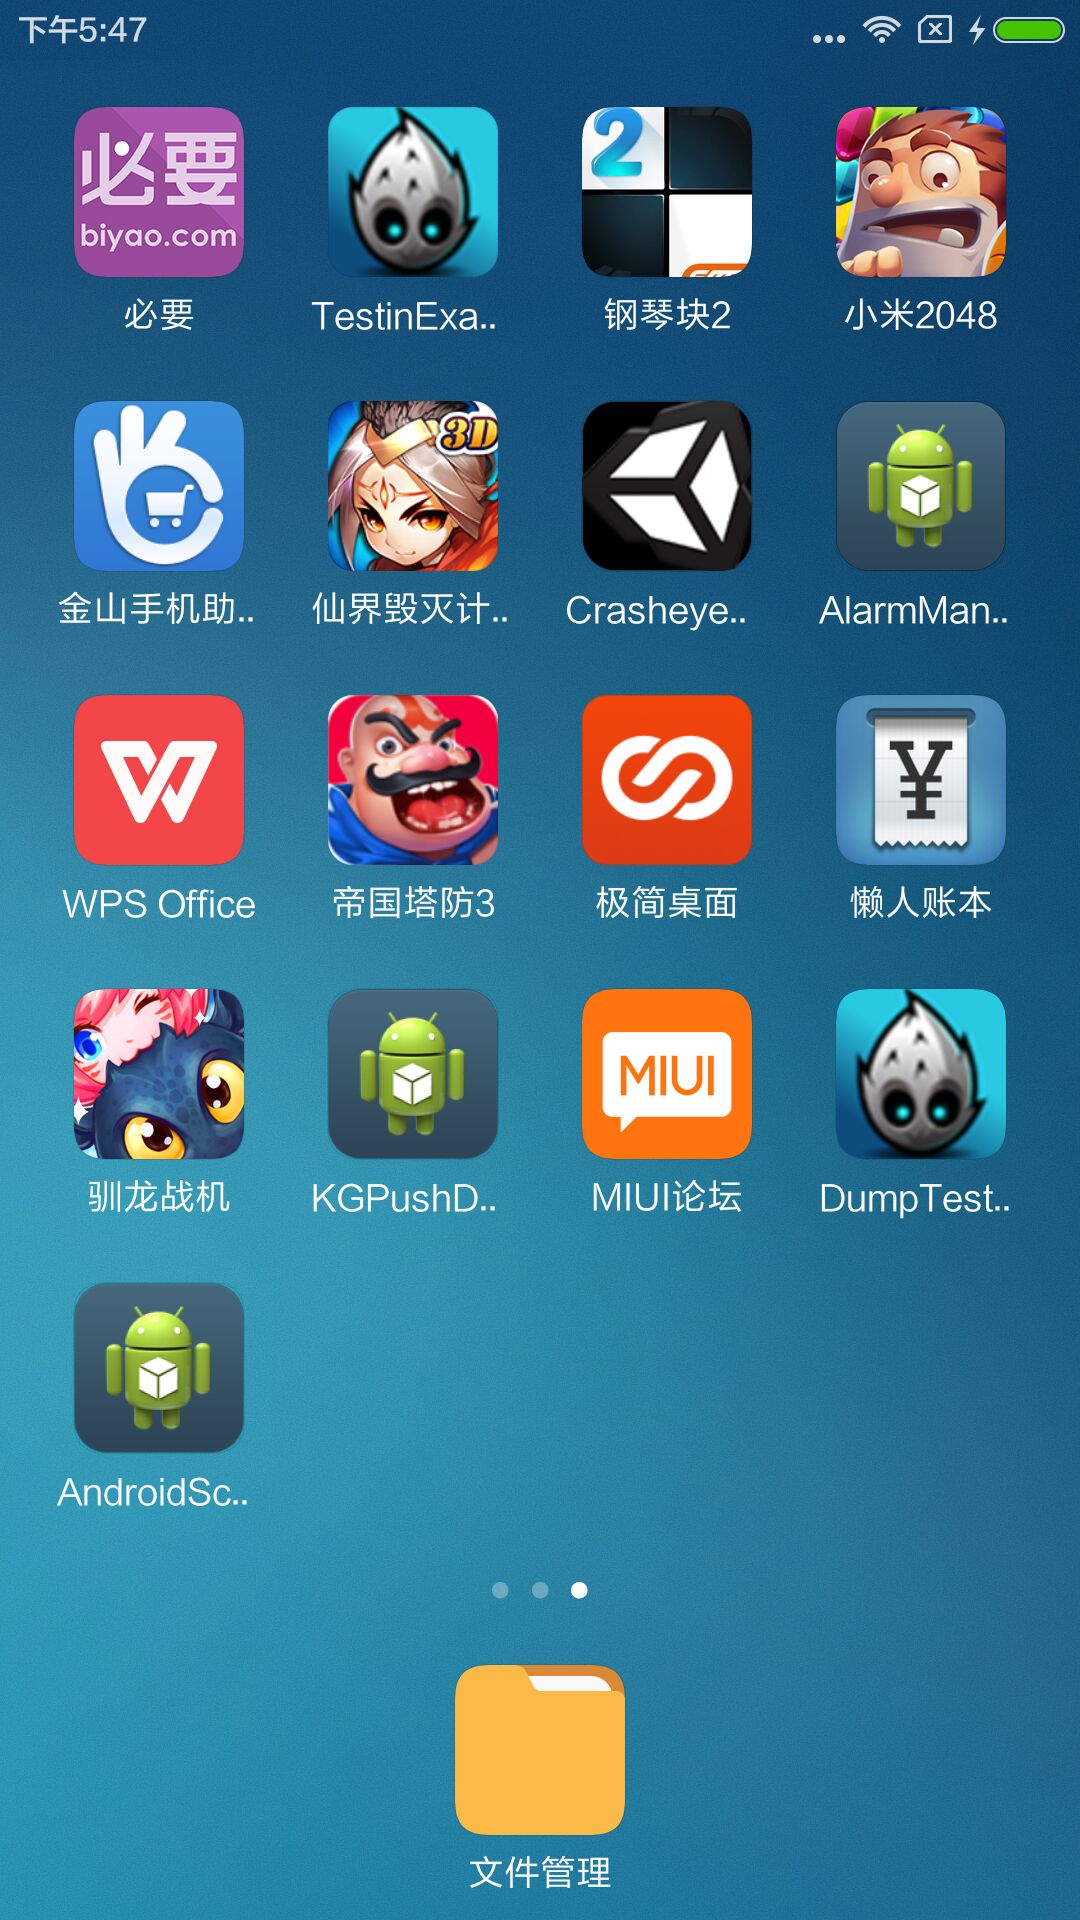 下午5:47
必要
biyao.com
2
必要
TestinExa..
钢琴块2
小米2048
3D
金山手机助..
仙界毁灭计..
Crasheye..
AlarmMan..
W
¥
WPS Office
帝国塔防3
极简桌面
懒人账本
MIUI
驯龙战机
KGPushD..
MIUI论坛
DumpTest..
AndroidSc..
文件管理